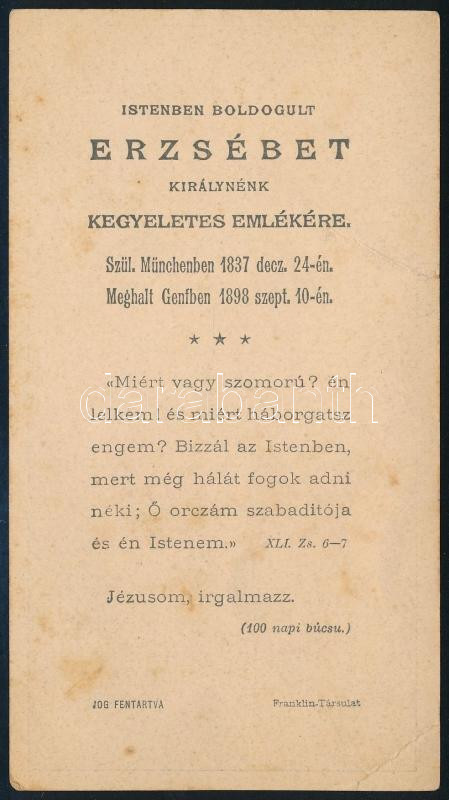 ISTENBEN BOLDOGULT
ERZSÉBET
KIRÁLYNÉNK
KEGYELETES EMLÉKÉRE.
Szül. Münchenben 1837 decz. 24-én.
Meghalt Genfben 1898 szept. 10-én.
* * *
«Miért vagy szomorú? én
lelkem! és miért háborgatsz
engem? Bizzál az Istenben,
mert még hálát fogok adni
néki; Ő orczám szabaditója
és én Istenem.» XLI. Zs. 6—7
Jézusom, irgalmazz.
(100 napi búcsu.)
JOG FENTARTVA Franklin-Társulat
darabanth